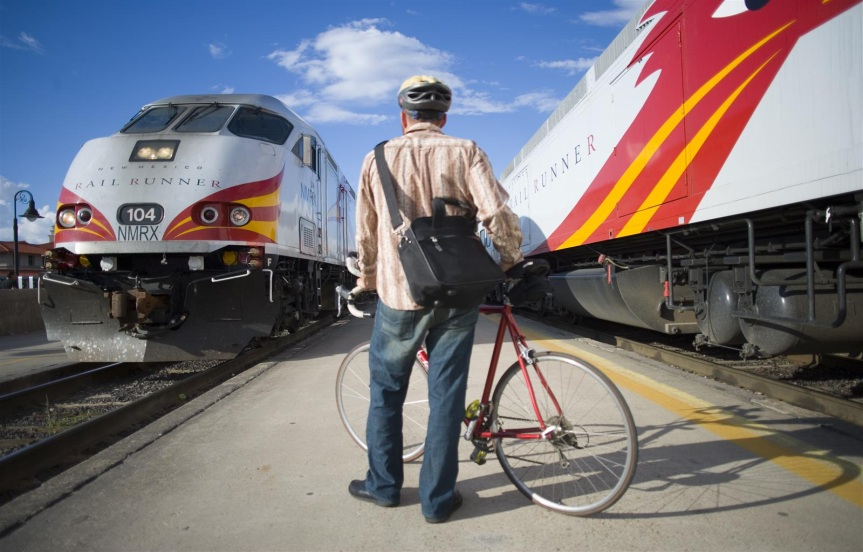 NEW MEXICO
RAIL RUNNER
104
NMRX
RAIL RUNNER